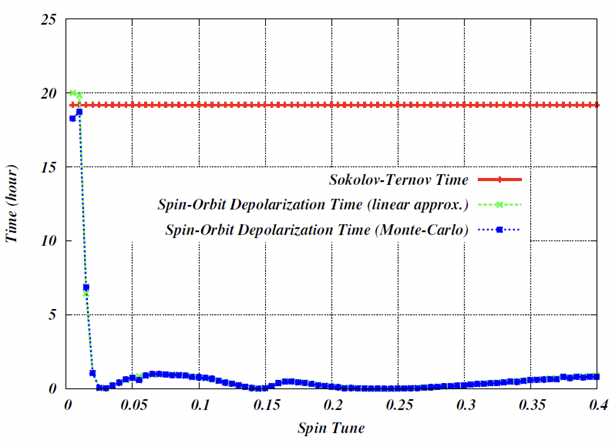 25
20
15
10
5
0
Time (hour)
Sokolov-Ternov Time
Spin-Orbit Depolarization Time (linear approx.)
Spin-Orbit Depolarization Time (Monte-Carlo)
0 0.05 0.1 0.15 0.2 0.25 0.3 0.35 0.4
Spin Tune